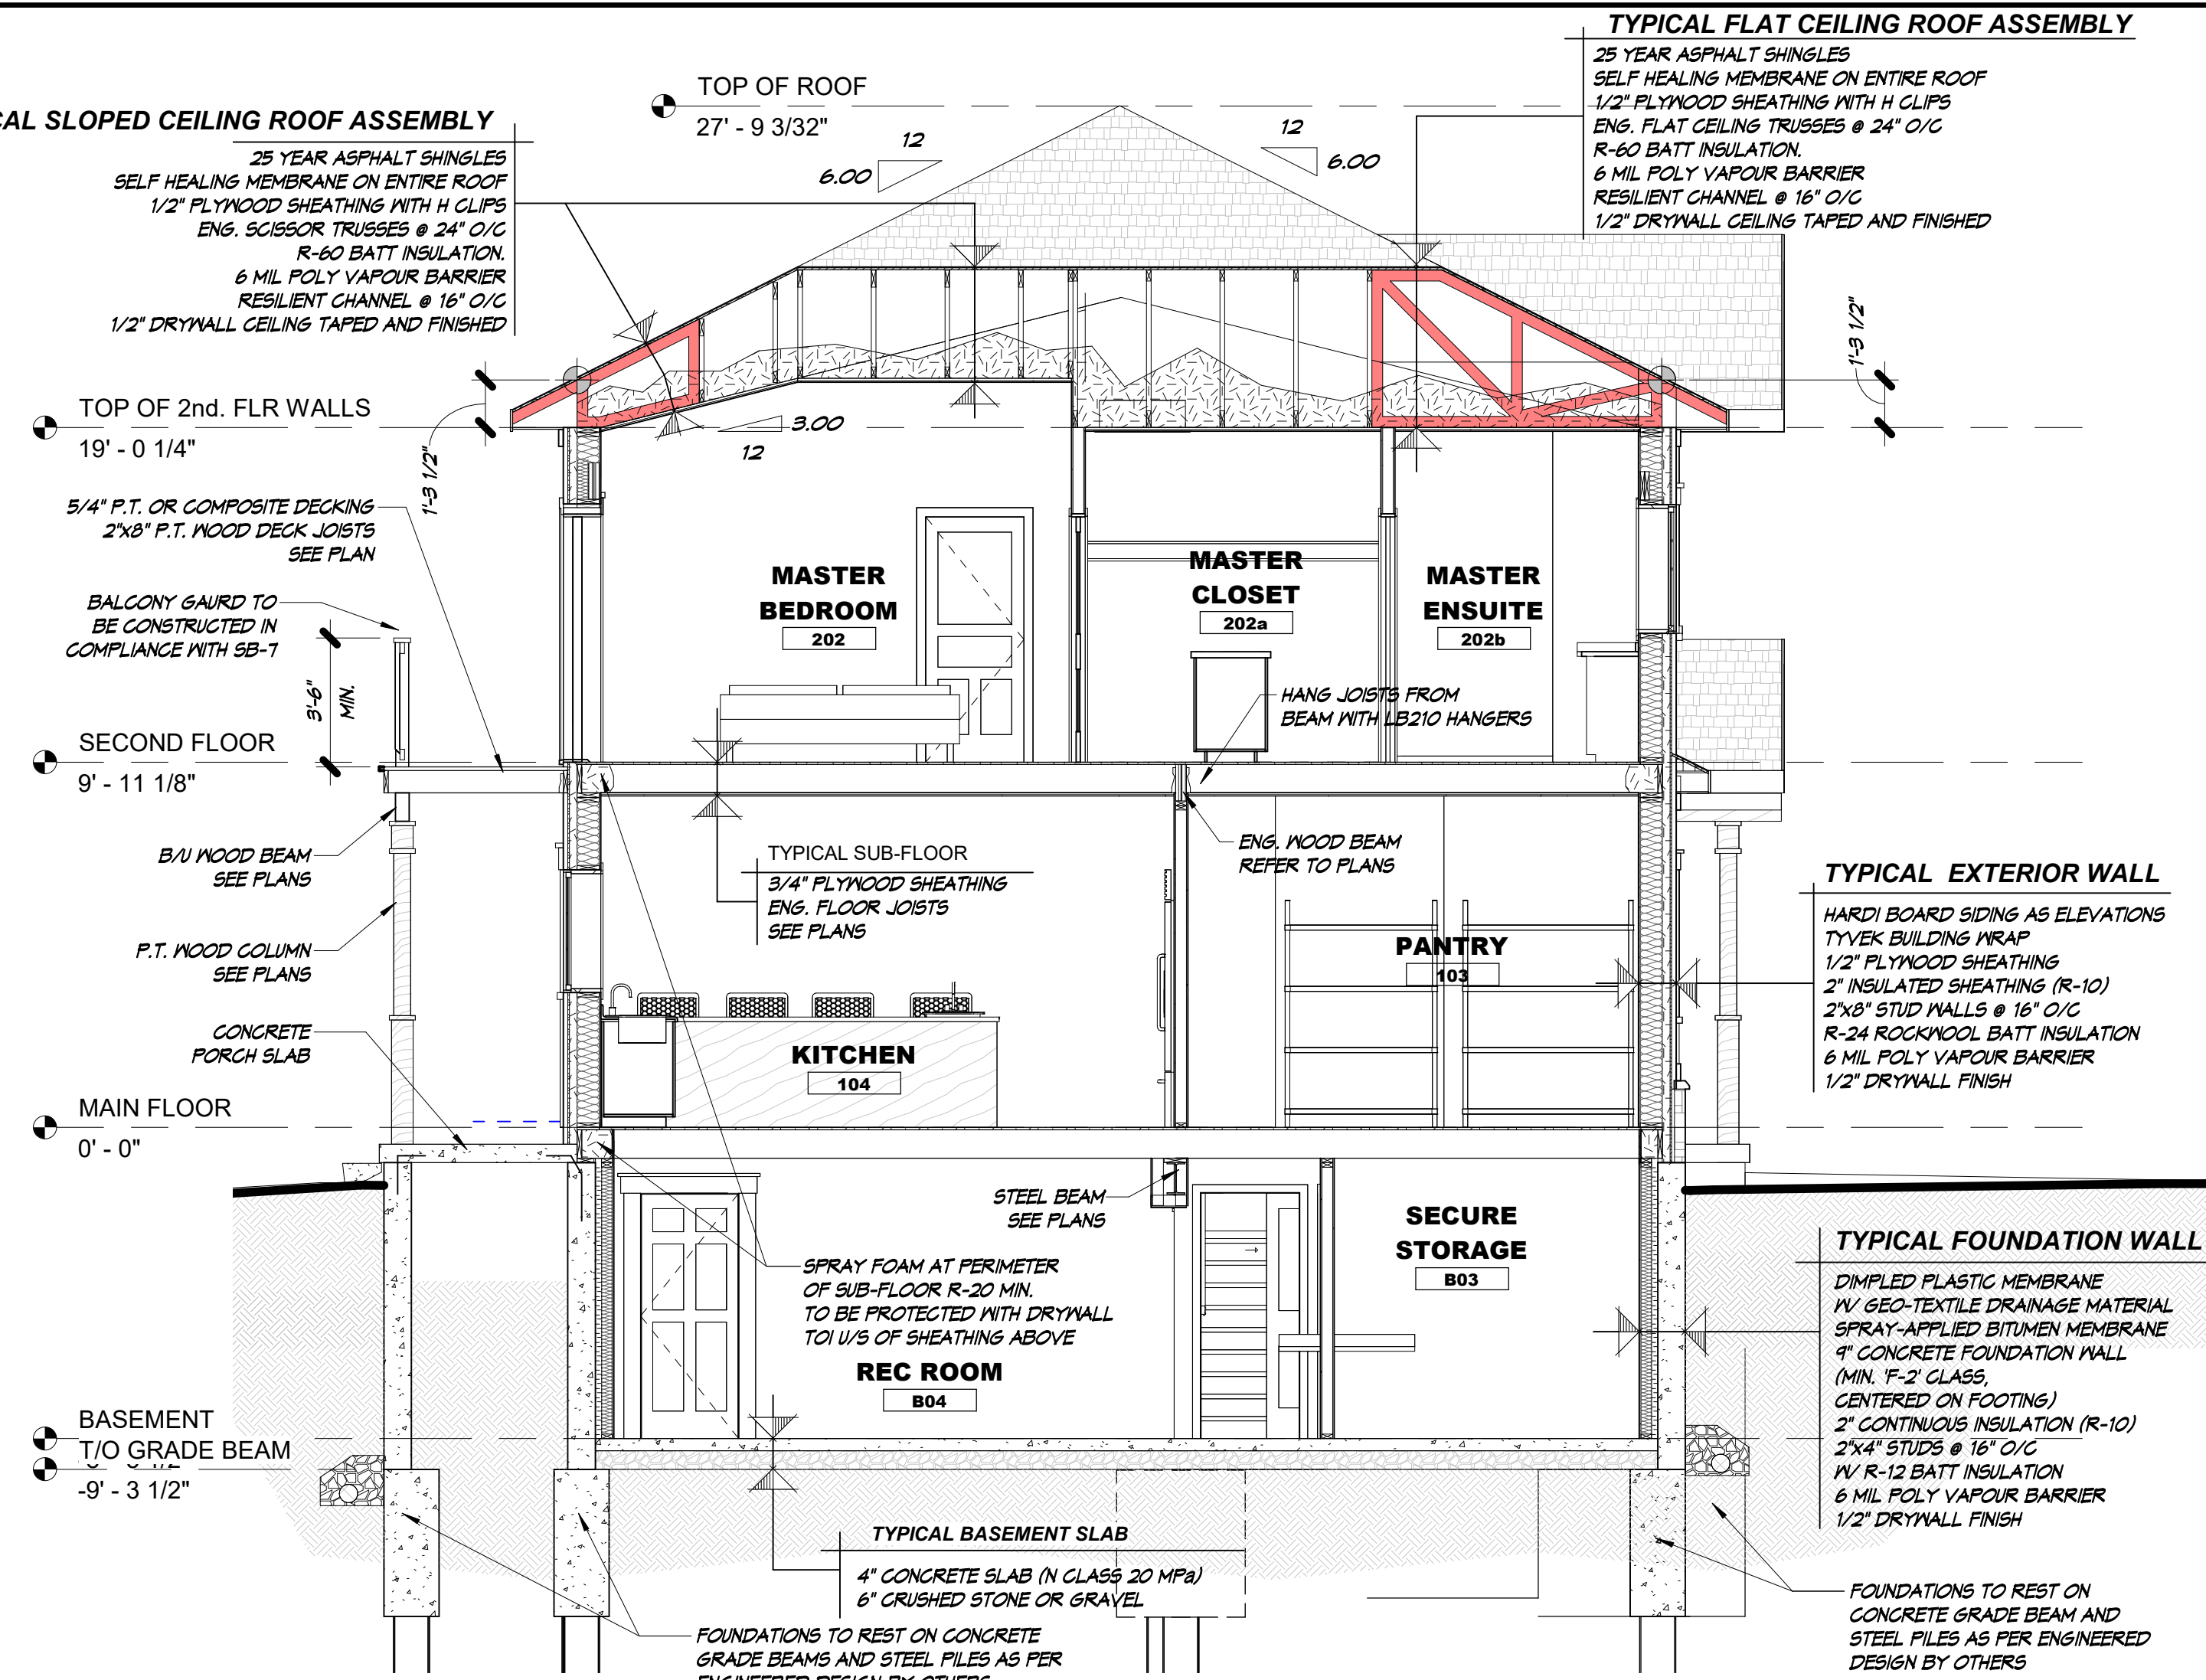 TYPICAL FLAT CEILING ROOF ASSEMBLY
25 YEAR ASPHALT SHINGLES
SELF HEALING MEMBRANE ON ENTIRE ROOF
1/2" PLYWOOD SHEATHING WITH H CLIPS
ENG. FLAT CEILING TRUSSES @ 24" O/C
R-60 BATT INSULATION.
6 MIL POLY VAPOUR BARRIER
RESILIENT CHANNEL @ 16" O/C
1/2" DRYWALL CEILING TAPED AND FINISHED
TOP OF ROOF
27' - 9 3/32"
CAL SLOPED CEILING ROOF ASSEMBLY
25 YEAR ASPHALT SHINGLES
SELF HEALING MEMBRANE ON ENTIRE ROOF
1/2" PLYWOOD SHEATHING WITH H CLIPS
ENG. SCISSOR TRUSSES @ 24" O/C
R-60 BATT INSULATION.
6 MIL POLY VAPOUR BARRIER
RESILIENT CHANNEL @ 16" O/C
1/2" DRYWALL CEILING TAPED AND FINISHED
12
6.00
12
6.00
1'-3 1/2"
TOP OF 2nd. FLR WALLS
19' - 0 1/4"
1'-3 1/2"
3.00
12
5/4" P.T. OR COMPOSITE DECKING
2"x8" P.T. WOOD DECK JOISTS
SEE PLAN
BALCONY GAURD TO
BE CONSTRUCTED IN
COMPLIANCE WITH SB-7
3'-6"
MIN.
MASTER
BEDROOM
202
MASTER
CLOSET
202a
MASTER
ENSUITE
202b
HANG JOISTS FROM
BEAM WITH LB210 HANGERS
SECOND FLOOR
9' - 11 1/8"
B/U WOOD BEAM
SEE PLANS
TYPICAL SUB-FLOOR
3/4" PLYWOOD SHEATHING
ENG. FLOOR JOISTS
SEE PLANS
ENG. WOOD BEAM
REFER TO PLANS
P.T. WOOD COLUMN
SEE PLANS
PANTRY
103
TYPICAL EXTERIOR WALL
HARDI BOARD SIDING AS ELEVATIONS
TYVEK BUILDING WRAP
1/2" PLYWOOD SHEATHING
2" INSULATED SHEATHING (R-10)
2"x8" STUD WALLS @ 16" O/C
R-24 ROCKWOOL BATT INSULATION
6 MIL POLY VAPOUR BARRIER
1/2" DRYWALL FINISH
CONCRETE
PORCH SLAB
KITCHEN
104
MAIN FLOOR
0' - 0"
STEEL BEAM
SEE PLANS
SECURE
STORAGE
B03
SPRAY FOAM AT PERIMETER
OF SUB-FLOOR R-20 MIN.
TO BE PROTECTED WITH DRYWALL
TOI U/S OF SHEATHING ABOVE
REC ROOM
B04
TYPICAL FOUNDATION WALL
DIMPLED PLASTIC MEMBRANE
W/ GEO-TEXTILE DRAINAGE MATERIAL
SPRAY-APPLIED BITUMEN MEMBRANE
9" CONCRETE FOUNDATION WALL
(MIN. 'F-2' CLASS,
CENTERED ON FOOTING)
2" CONTINUOUS INSULATION (R-10)
2"x4" STUDS @ 16" O/C
W/ R-12 BATT INSULATION
6 MIL POLY VAPOUR BARRIER
1/2" DRYWALL FINISH
BASEMENT
T/O GRADE BEAM
-9' - 3 1/2"
TYPICAL BASEMENT SLAB
4" CONCRETE SLAB (N CLASS 20 MPa)
6" CRUSHED STONE OR GRAVEL
FOUNDATIONS TO REST ON CONCRETE
GRADE BEAMS AND STEEL PILES AS PER
ENGINEERED DESIGN BY OTHERS
FOUNDATIONS TO REST ON
CONCRETE GRADE BEAM AND
STEEL PILES AS PER ENGINEERED
DESIGN BY OTHERS